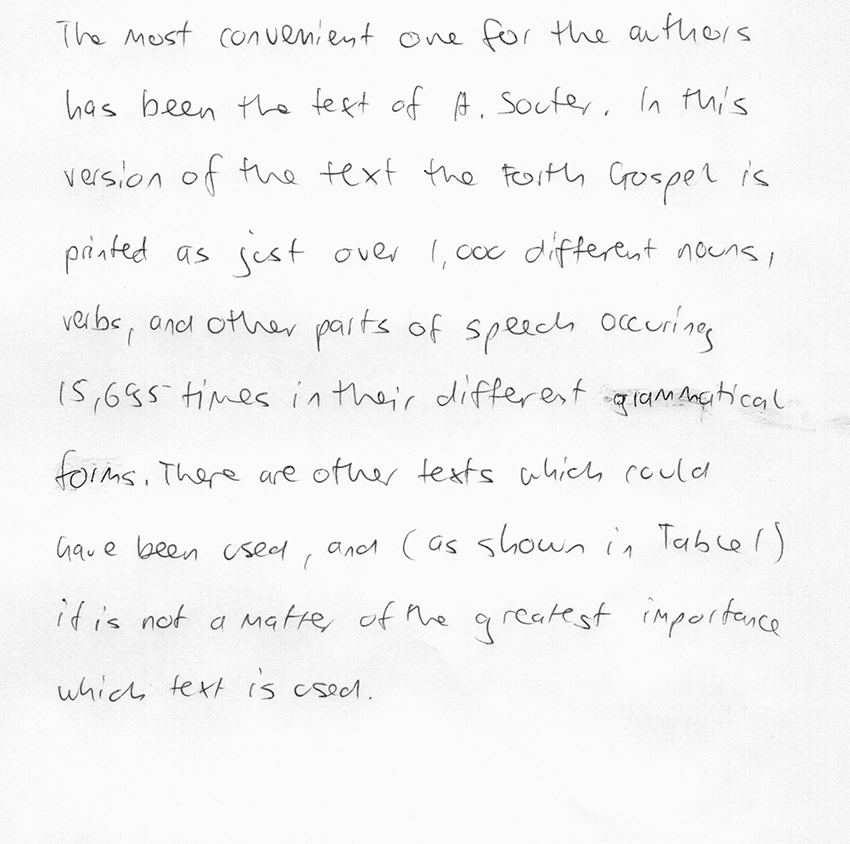 The most convenient one for the authors
has been the text of A. Souter. In this
version of the text the Forth Gospel is
printed as just over 1,000 different nouns,
verbs, and other parts of speech occuring
15,695 times in their different grammatical
forms. There are other texts which could
have been used, and (as shown in Table 1)
it is not a matter of the greatest importance
which text is used.